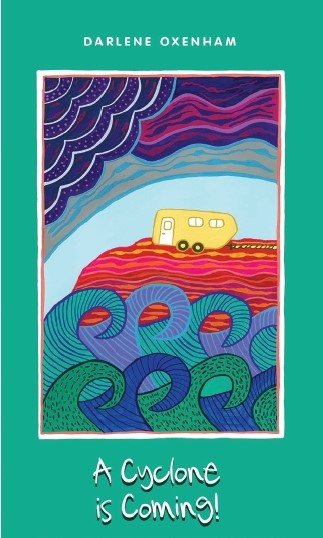 DARLENE OXENHAM
A Cyclone
is Coming!